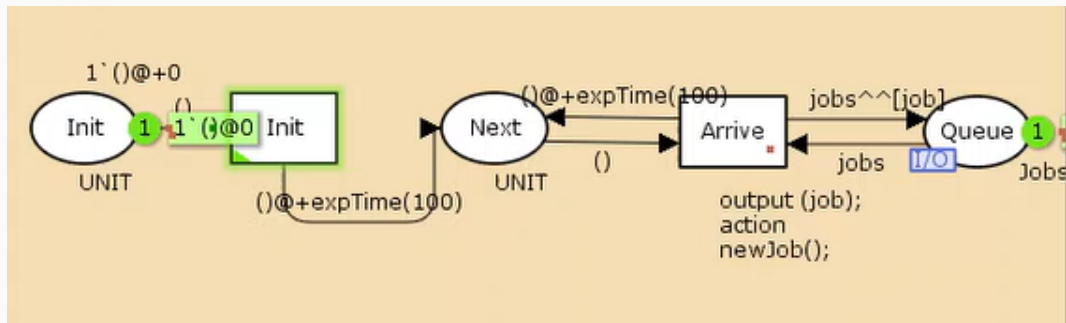 1`()@+0
()
Init
1
1`()@0
Init
UNIT
()@+expTime(100)
Next
UNIT
()@+expTime(100)
()
Arrive
output (job);
action
newJob();
jobs^^[job]
jobs
Queue
1
I/O
Jobs